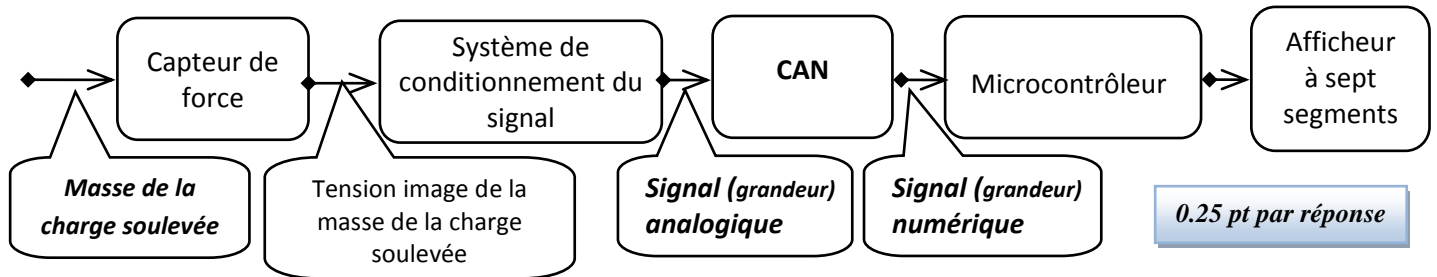 Capteur de
force
Système de
conditionnement du
signal
CAN
Microcontrôleur
Afficheur
à sept
segments
Masse de la
charge soulevée
Tension image de la
masse de la charge
soulevée
Signal (grandeur)
analogique
Signal (grandeur)
numérique
0.25 pt par réponse